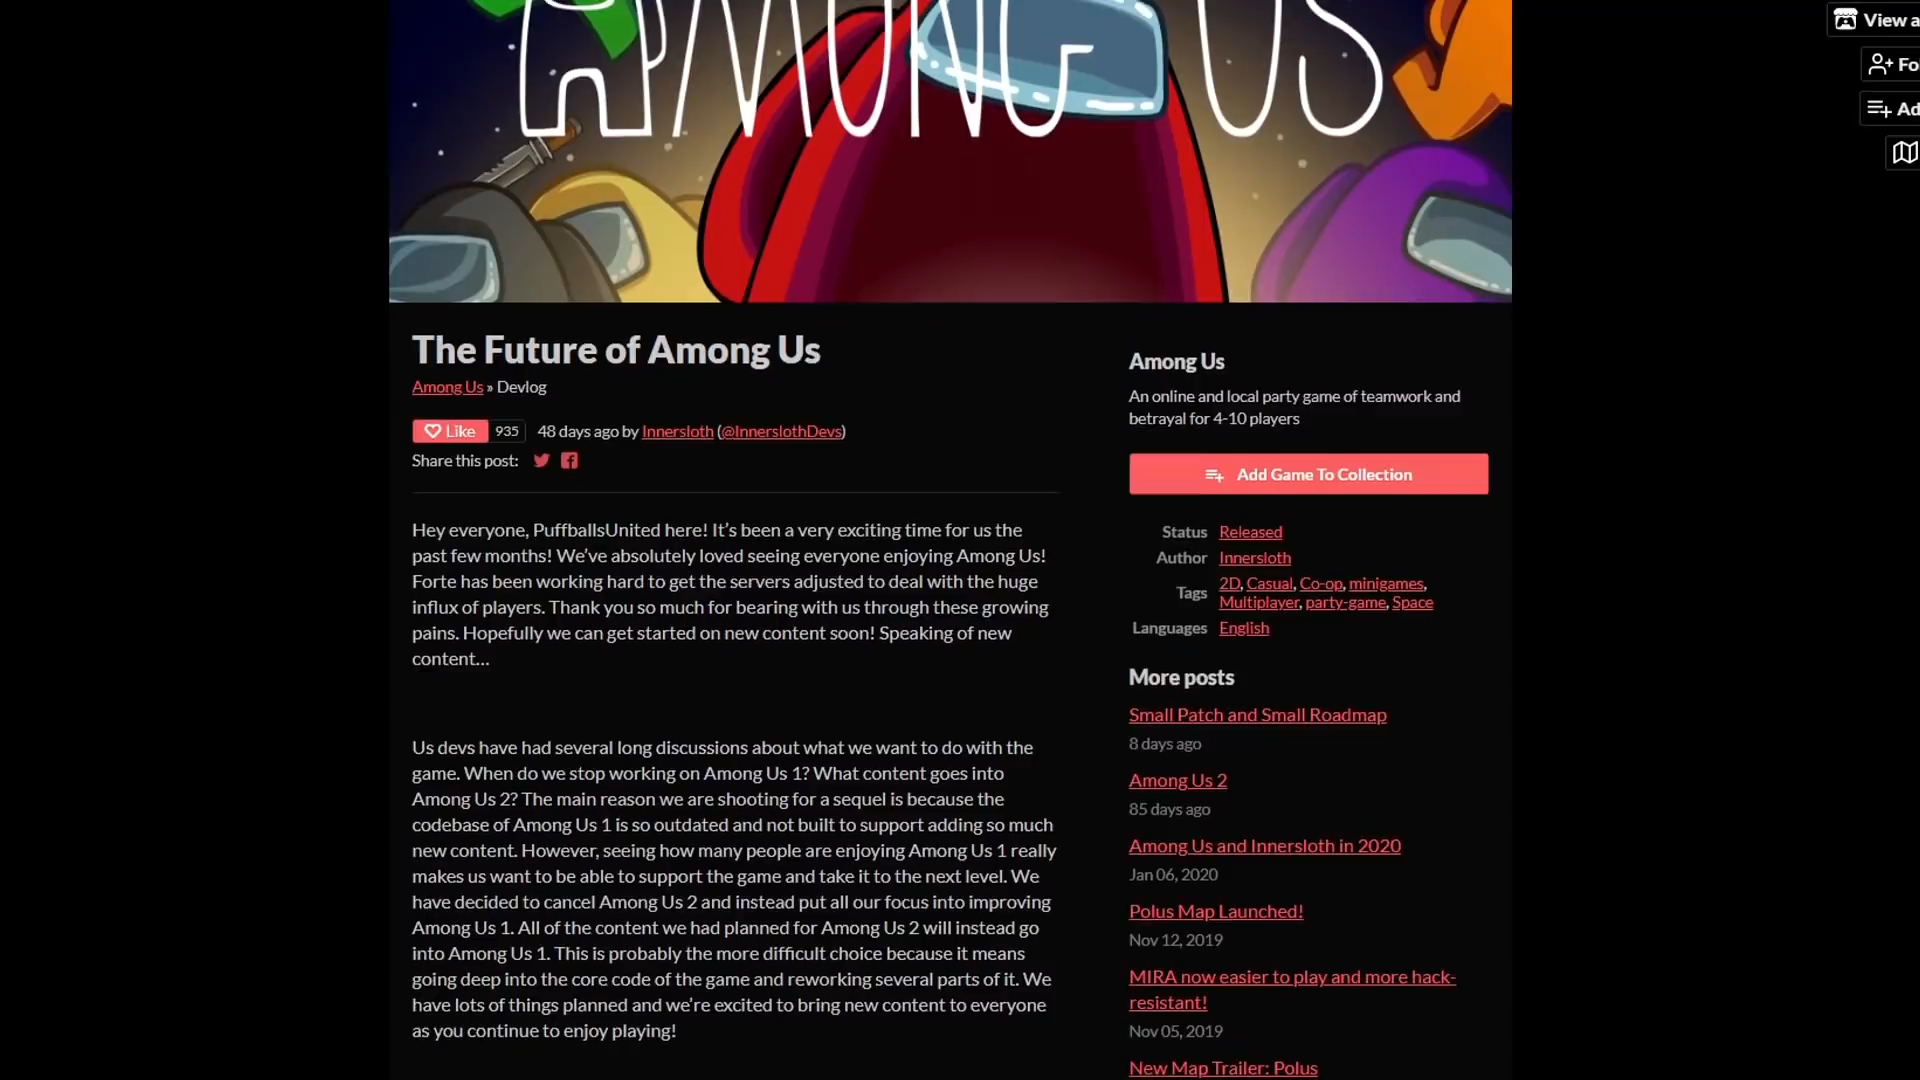 AMONG US
View a
Fo
Ad
The Future of Among Us
Among Us » Devlog
Like 935 48 days ago by Innersloth (@InnerslothDevs)
Share this post:
Hey everyone, PuffballsUnited here! It’s been a very exciting time for us the
past few months! We’ve absolutely loved seeing everyone enjoying Among Us!
Forte has been working hard to get the servers adjusted to deal with the huge
influx of players. Thank you so much for bearing with us through these growing
pains. Hopefully we can get started on new content soon! Speaking of new
content…
Us devs have had several long discussions about what we want to do with the
game. When do we stop working on Among Us 1? What content goes into
Among Us 2? The main reason we are shooting for a sequel is because the
codebase of Among Us 1 is so outdated and not built to support adding so much
new content. However, seeing how many people are enjoying Among Us 1 really
makes us want to be able to support the game and take it to the next level. We
have decided to cancel Among Us 2 and instead put all our focus into improving
Among Us 1. All of the content we had planned for Among Us 2 will instead go
into Among Us 1. This is probably the more difficult choice because it means
going deep into the core code of the game and reworking several parts of it. We
have lots of things planned and we’re excited to bring new content to everyone
as you continue to enjoy playing!
Among Us
An online and local party game of teamwork and
betrayal for 4-10 players
Add Game To Collection
Status Released
Author Innersloth
Tags 2D, Casual, Co-op, minigames,
Multiplayer, party-game, Space
Languages English
More posts
Small Patch and Small Roadmap
8 days ago
Among Us 2
85 days ago
Among Us and Innersloth in 2020
Jan 06, 2020
Polus Map Launched!
Nov 12, 2019
MIRA now easier to play and more hack-
resistant!
Nov 05, 2019
New Map Trailer: Polus